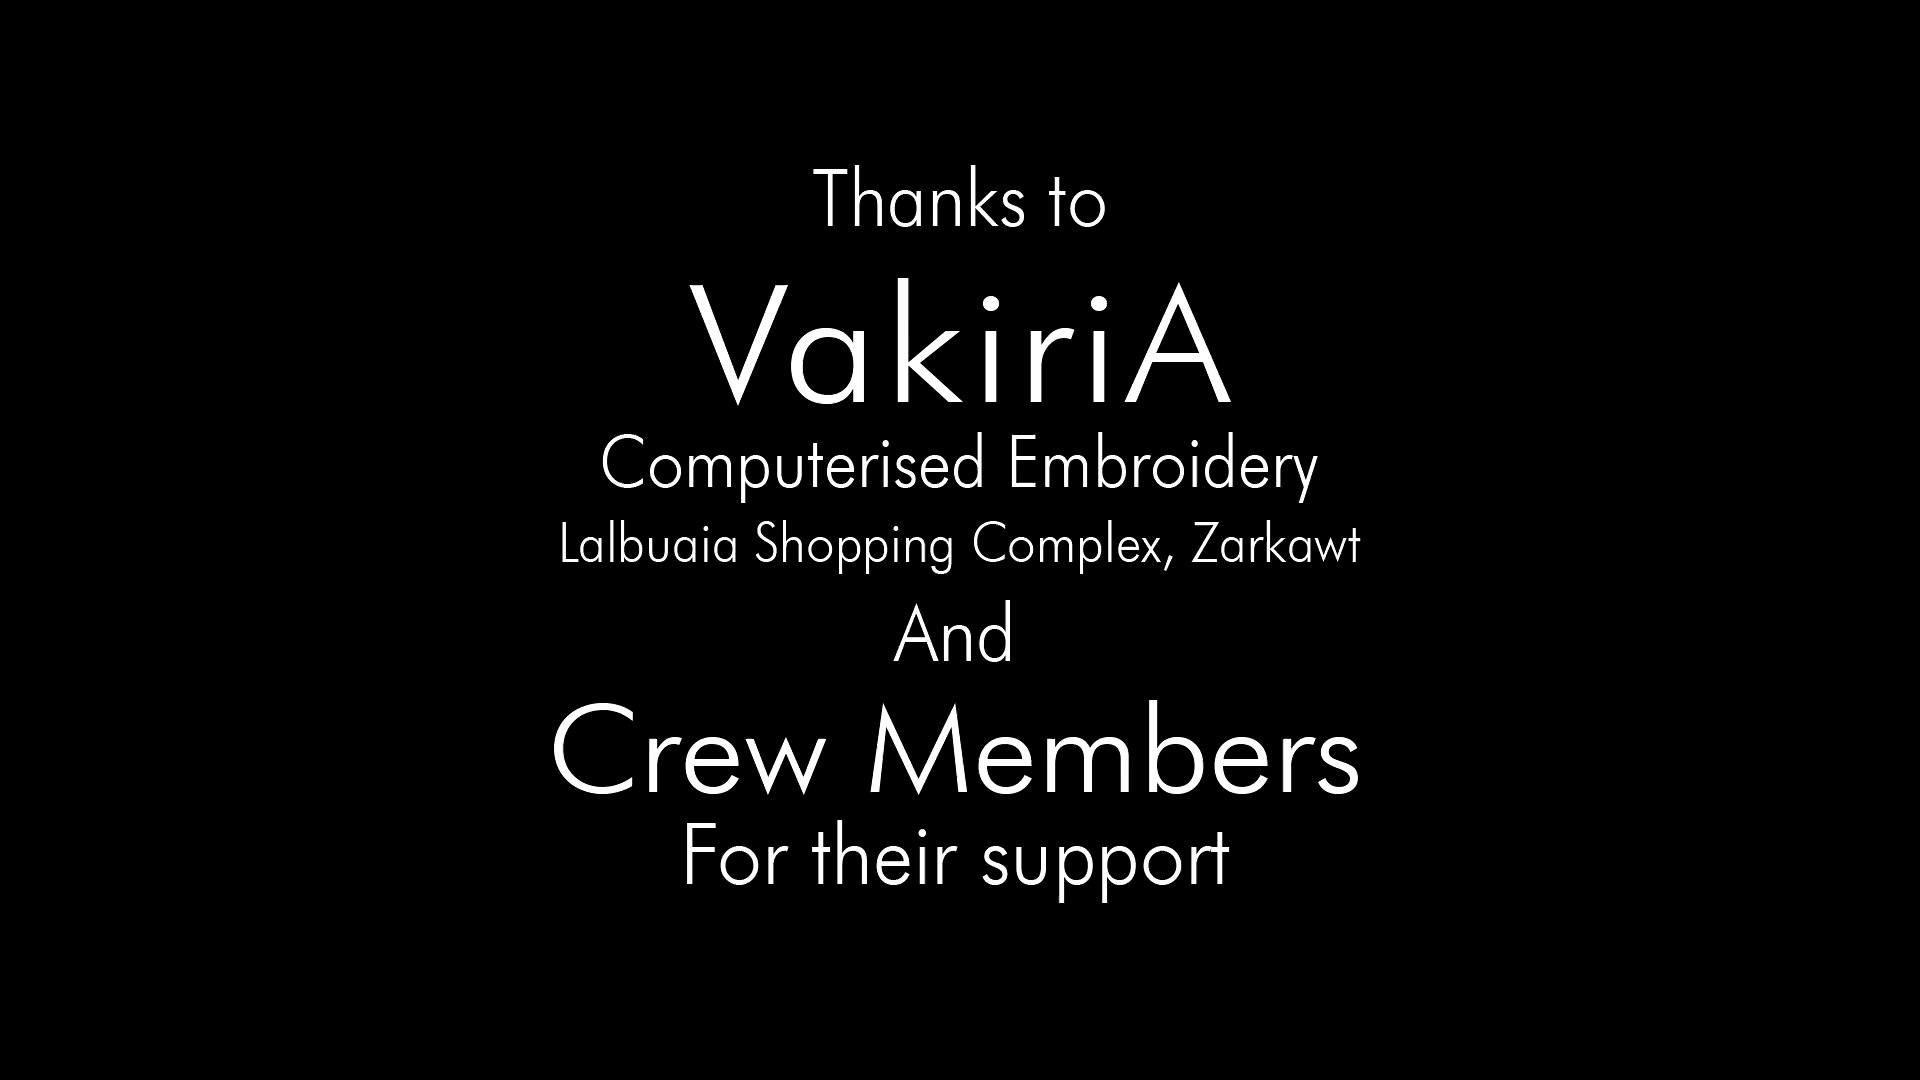 Thanks to
VakiriA
Computerised Embroidery
Lalbuaia Shopping Complex, Zarkawt
And
Crew Members
For their support